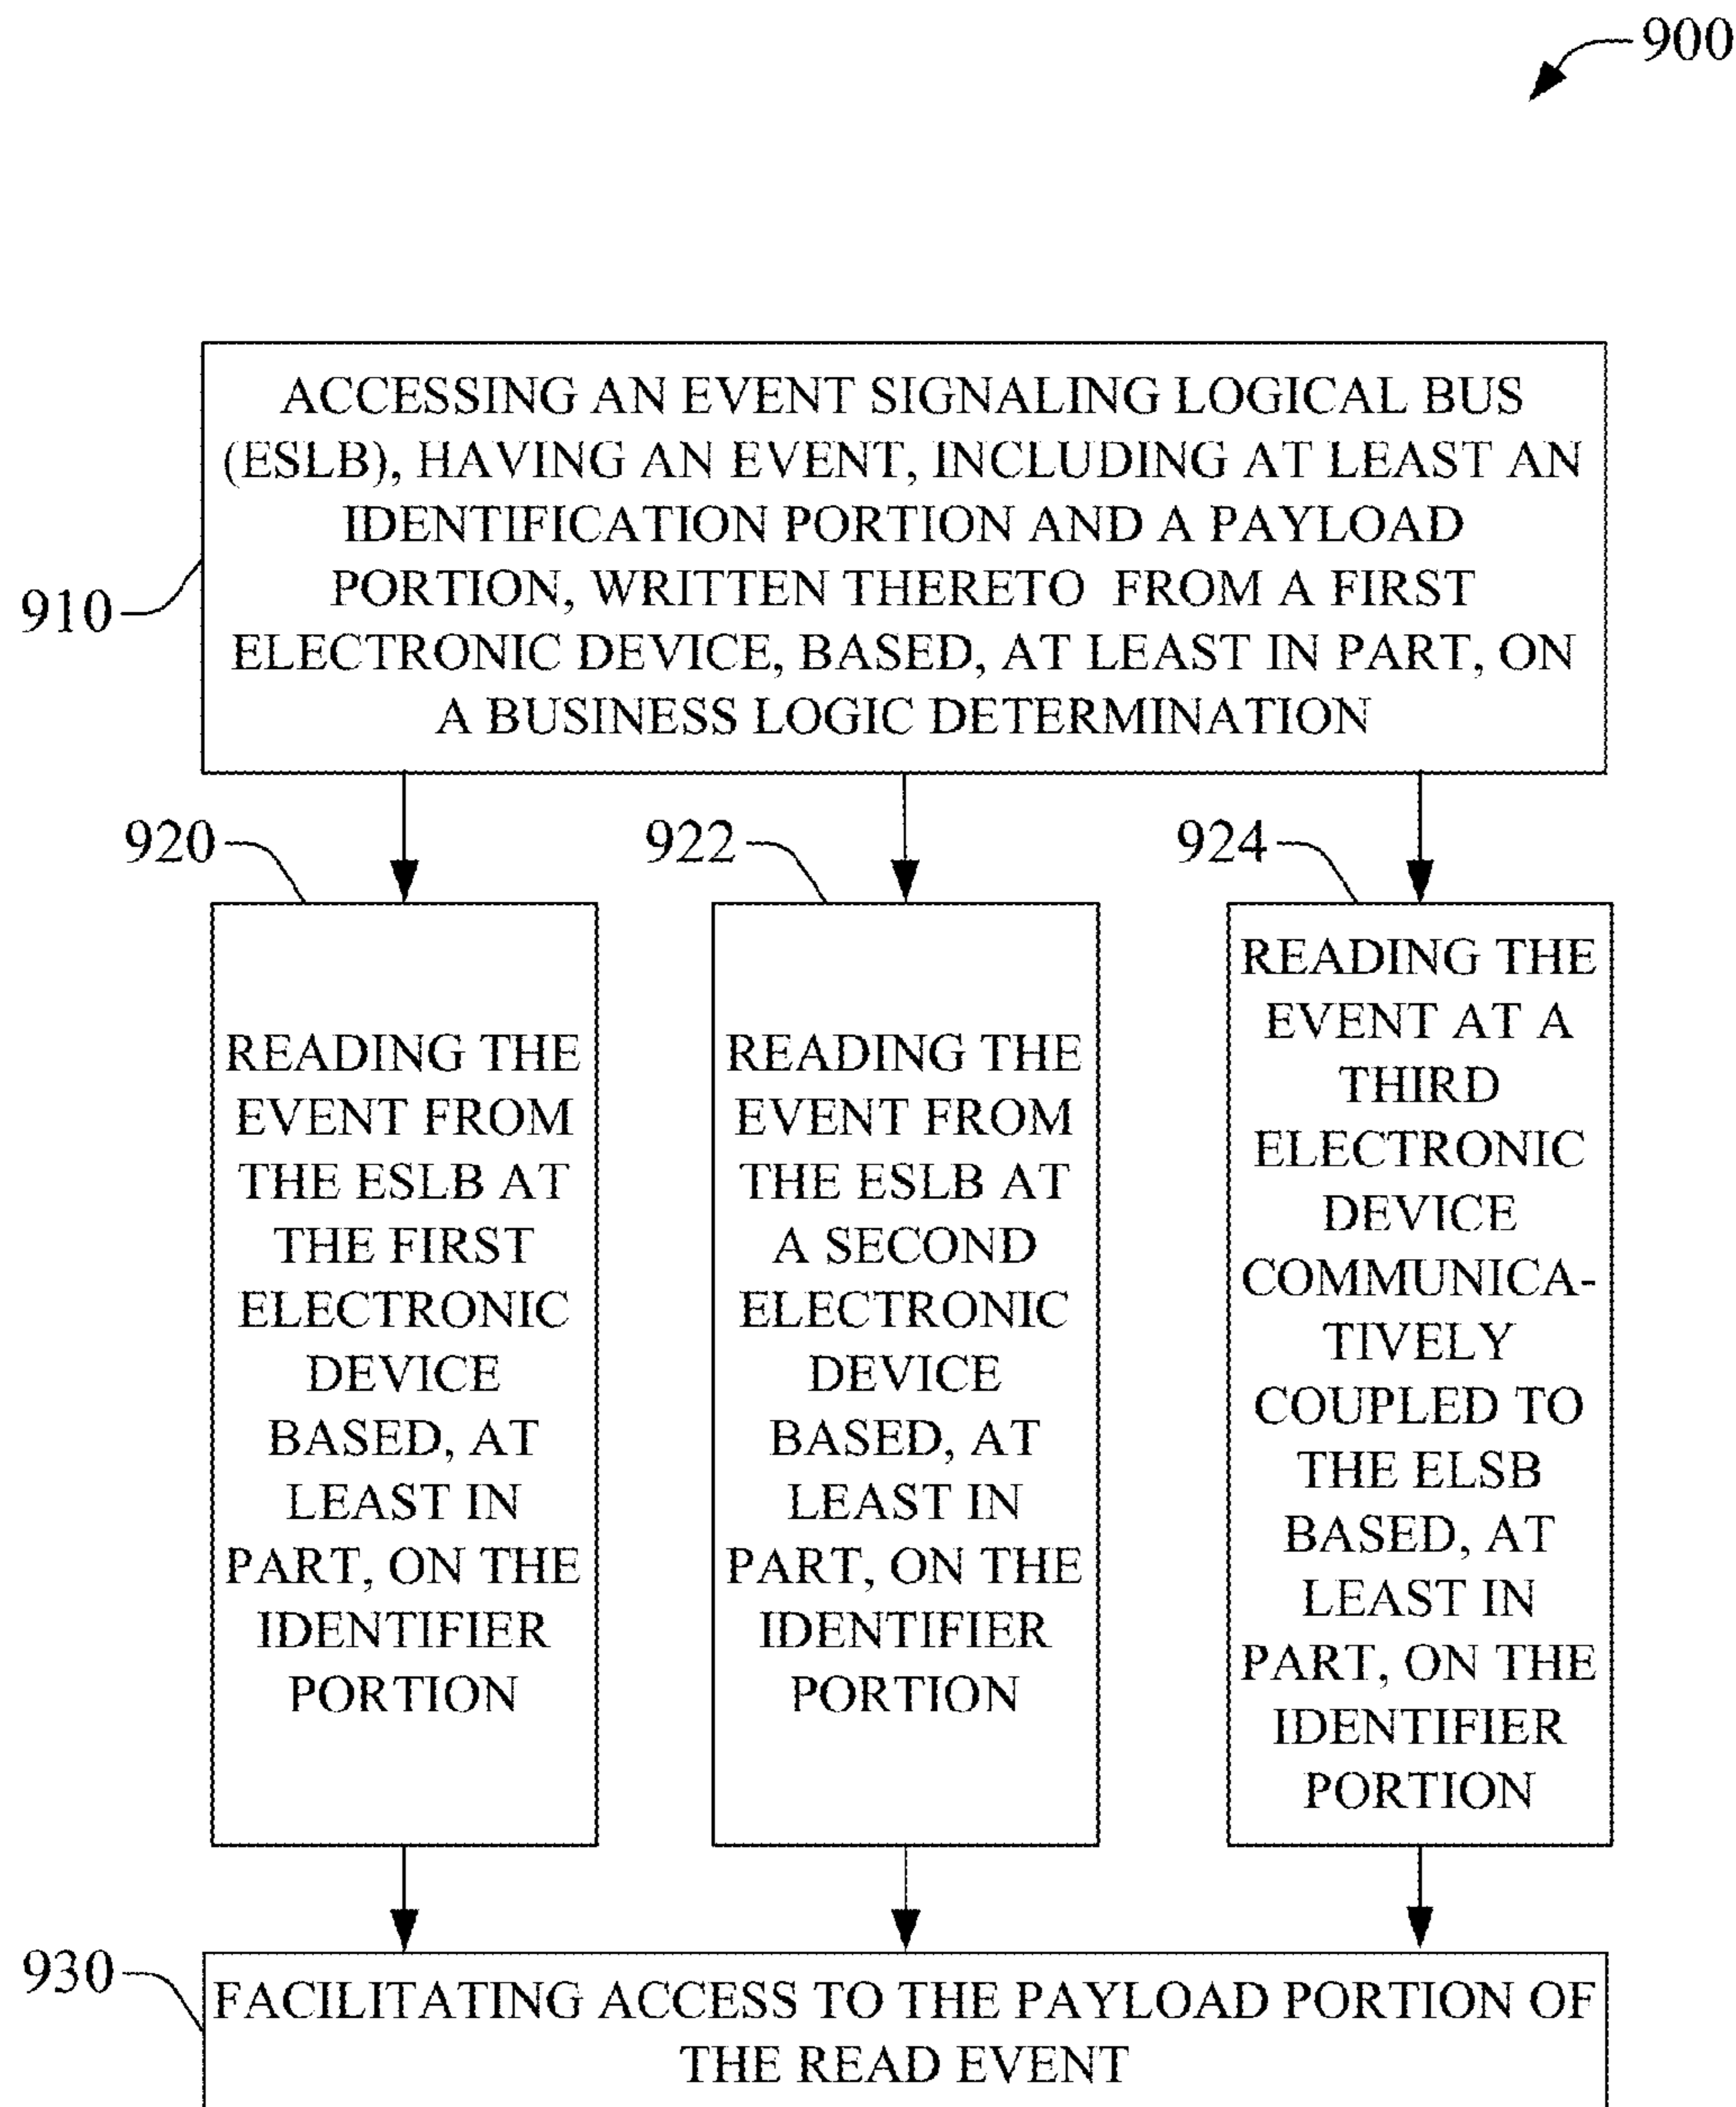 900
ACCESSING AN EVENT SIGNALING LOGICAL BUS
(ESLB), HAVING AN EVENT, INCLUDING AT LEAST AN
IDENTIFICATION PORTION AND A PAYLOAD
PORTION, WRITTEN THERETO FROM A FIRST
ELECTRONIC DEVICE, BASED, AT LEAST IN PART, ON
A BUSINESS LOGIC DETERMINATION
910
920
READING THE
EVENT FROM
THE ESLB AT
THE FIRST
ELECTRONIC
DEVICE
BASED, AT
LEAST IN
PART, ON THE
IDENTIFIER
PORTION
922
READING THE
EVENT FROM
THE ESLB AT
A SECOND
ELECTRONIC
DEVICE
BASED, AT
LEAST IN
PART, ON THE
IDENTIFIER
PORTION
924
READING THE
EVENT AT A
THIRD
ELECTRONIC
DEVICE
COMMUNICA-
TIVELY
COUPLED TO
THE ELSB
BASED, AT
LEAST IN
PART, ON THE
IDENTIFIER
PORTION
930
FACILITATING ACCESS TO THE PAYLOAD PORTION OF
THE READ EVENT